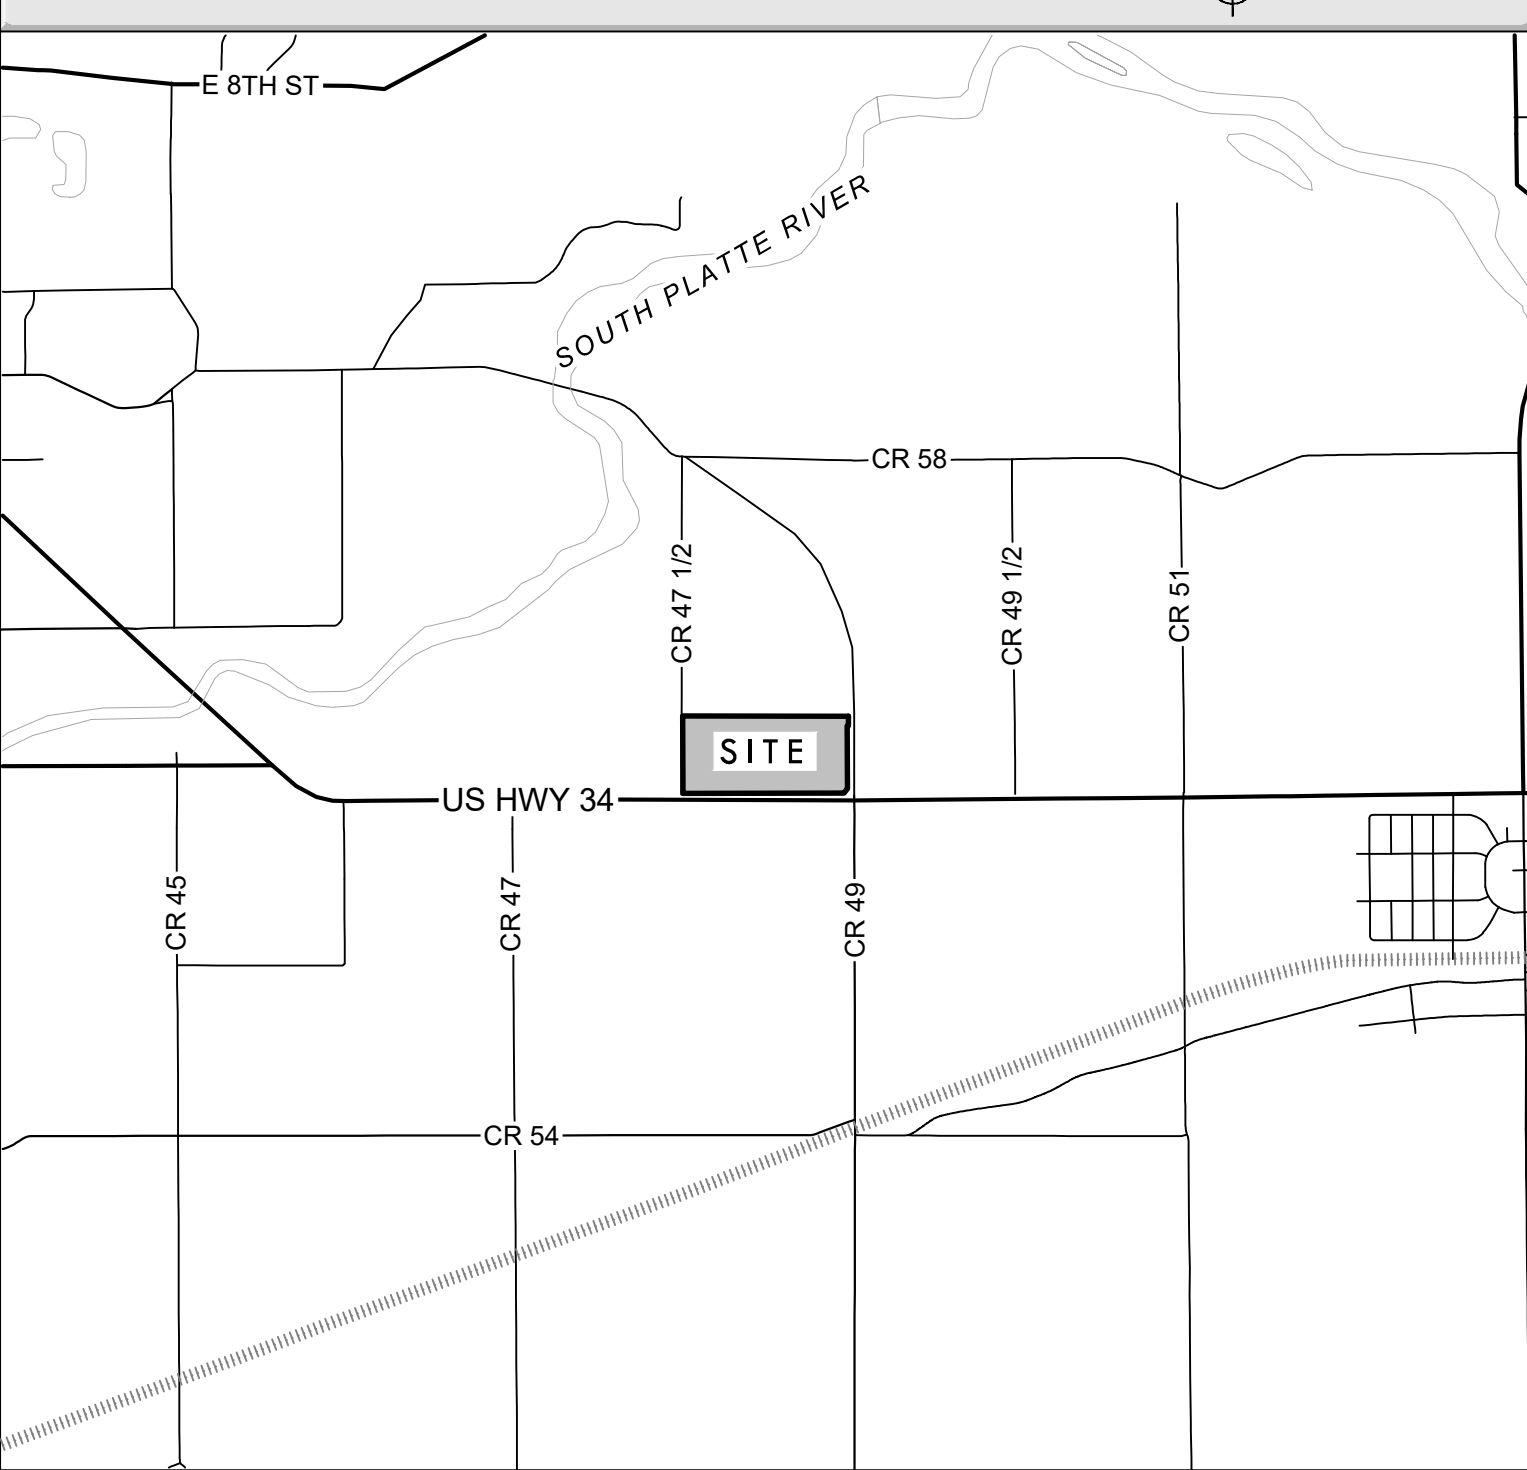 E 8TH ST
SOUTH PLATTE RIVER
CR 58
CR 47 1/2
CR 49 1/2
CR 51
SITE
US HWY 34
CR 45
CR 47
CR 49
CR 54